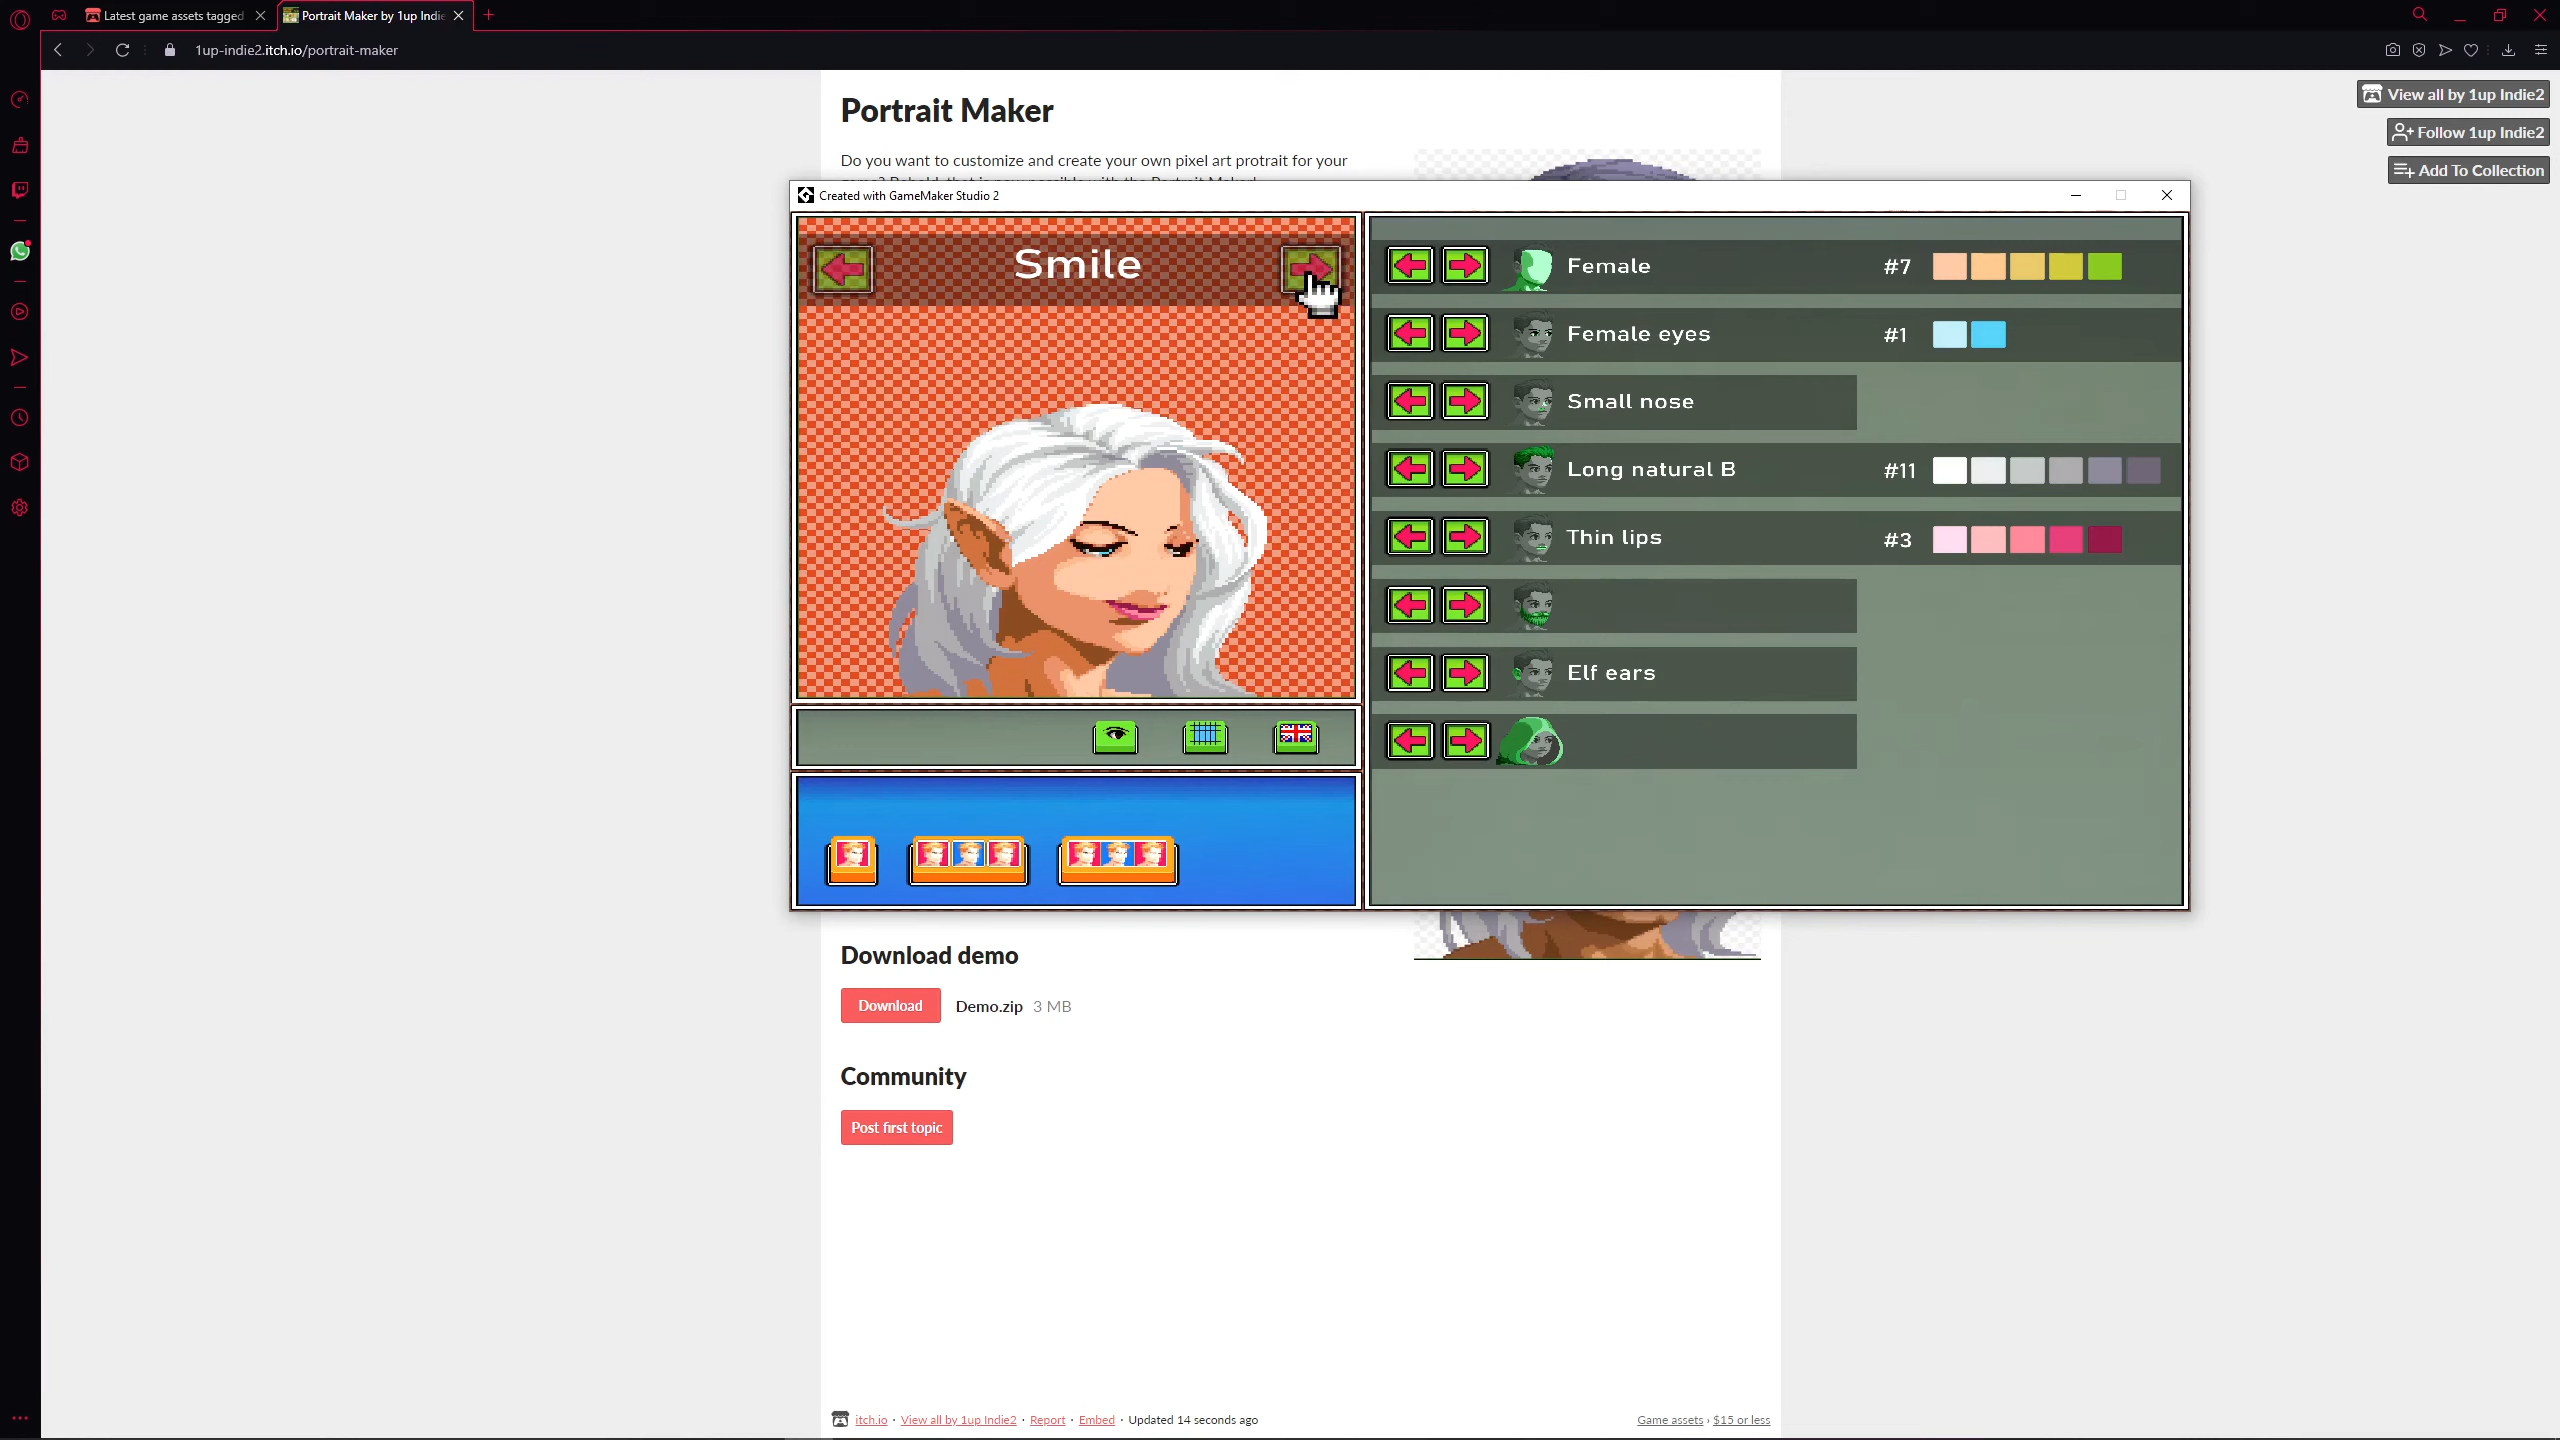 Latest game assets tagged
Portrait Maker by 1up Indie
1up-indie2.itch.io/portrait-maker
View all by 1up Indie2
Follow 1up Indie2
Add To Collection
Portrait Maker
Do you want to customize and create your own pixel art protrait for your
Created with GameMaker Studio 2
Smile
Female #7
Female eyes #1
Small nose
Long natural B #11
Thin lips #3
Elf ears
Download demo
Download Demo.zip 3 MB
Community
Post first topic
itch.io · View all by 1up Indie2 · Report · Embed · Updated 14 seconds ago
Game assets › $15 or less